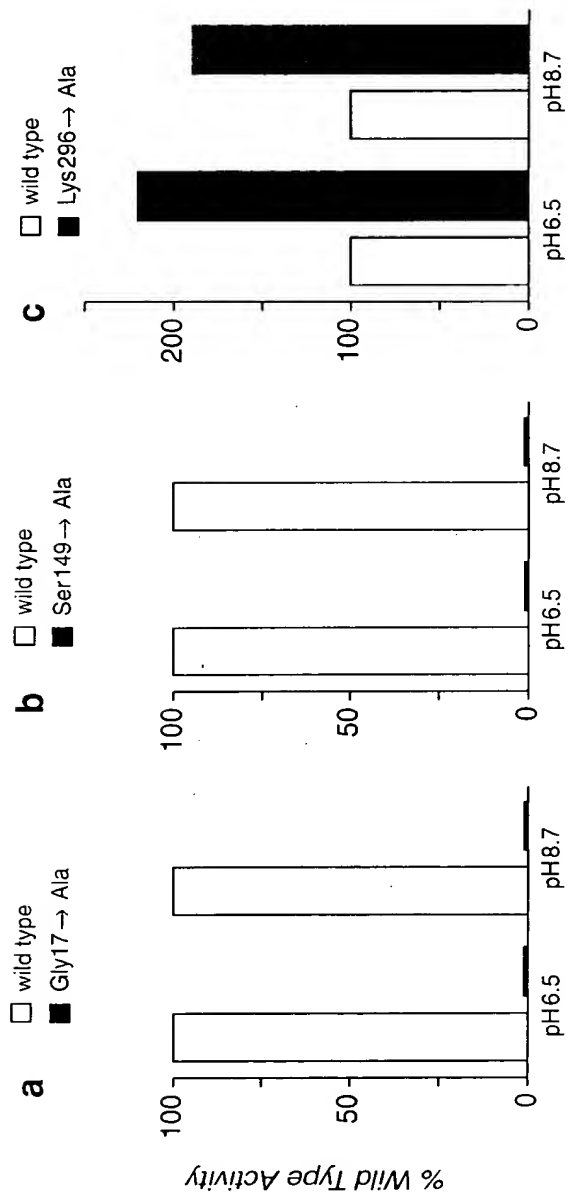 a
wild type
Gly17→ Ala
% Wild Type Activity
100
50
0
pH6.5
pH8.7
b
wild type
Ser149→ Ala
100
50
0
pH6.5
pH8.7
c
wild type
Lys296→ Ala
200
100
0
pH6.5
pH8.7